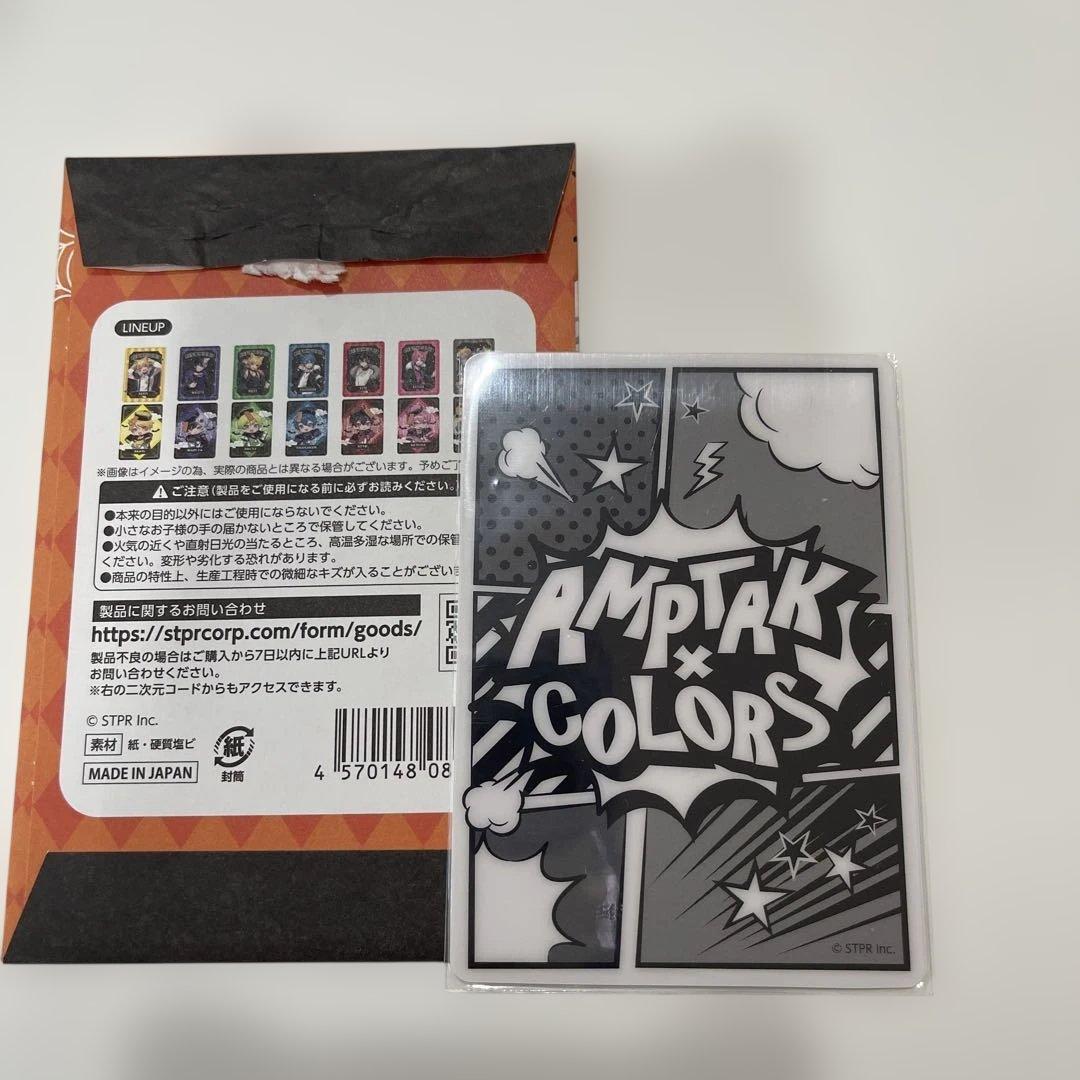 LINEUP
※画像はイメージの為、実際の商品とは異なる場合がございます。予めご了
ご注意(製品をご使用になる前に必ずお読みください。
●本来の目的以外にはご使用にならないでください。
●小さなお子様の手の届かないところで保管してください。
●火気の近くや直射日光の当たるところ、高温多湿な場所での保管
ください。変形や劣化する恐れがあります。
●商品の特性上、生産工程時での微細なキズが入ることがござい
製品に関するお問い合わせ
https://stprcorp.com/form/goods/
製品不良の場合はご購入から7日以内に上記URLより
お問い合わせください。
※右の二次元コードからもアクセスできます。
© STPR Inc.
素材 紙・硬質塩ビ
MADE IN JAPAN
紙
封筒
4 570148 08
AMPTAK
×
COLORS
© STPR Inc.